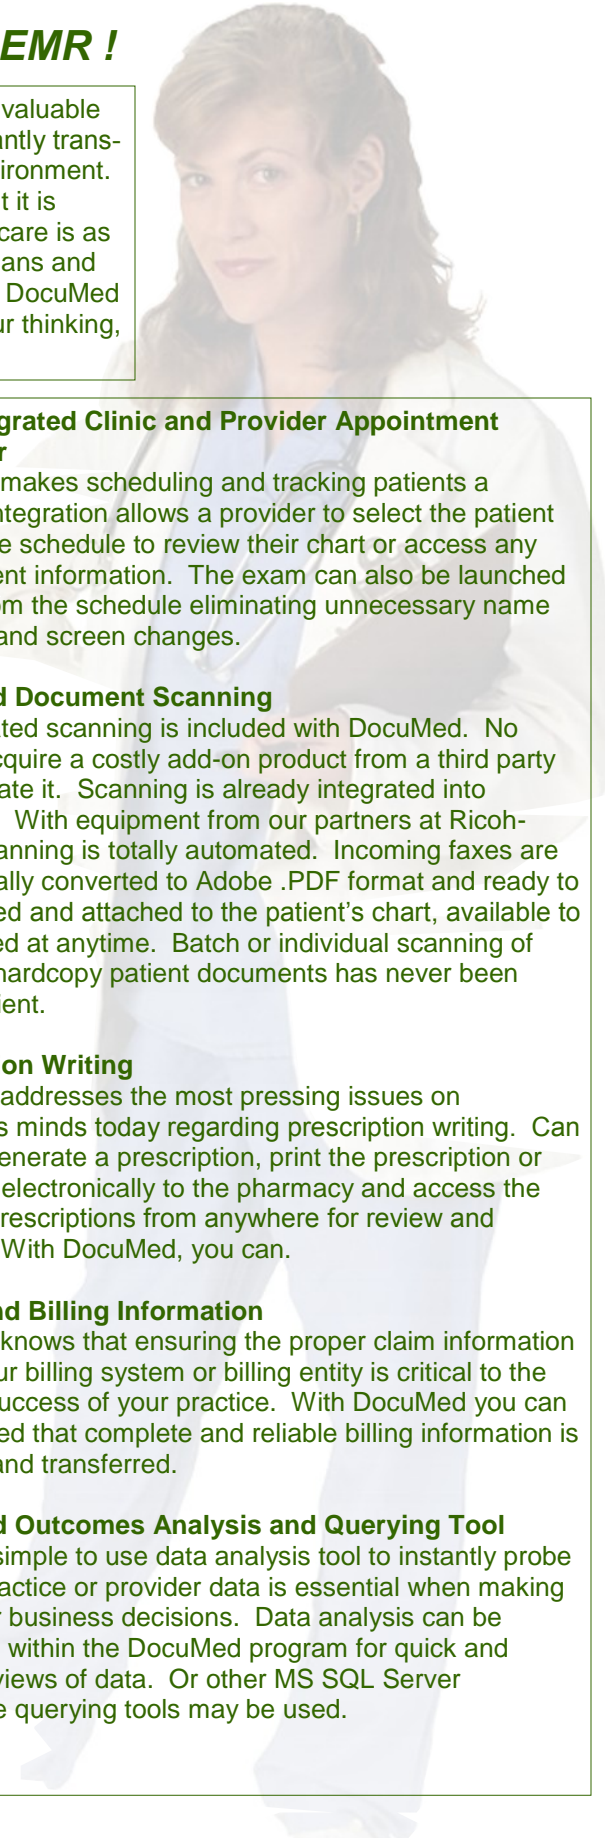 EMR !
valuable
antly trans-
ironment.
t it is
care is as
ans and
DocuMed
ur thinking,
grated Clinic and Provider Appointment
r
makes scheduling and tracking patients a
ntegration allows a provider to select the patient
e schedule to review their chart or access any
ent information. The exam can also be launched
om the schedule eliminating unnecessary name
and screen changes.
d Document Scanning
ated scanning is included with DocuMed. No
cquire a costly add-on product from a third party
ate it. Scanning is already integrated into
. With equipment from our partners at Ricoh-
anning is totally automated. Incoming faxes are
ally converted to Adobe .PDF format and ready to
ed and attached to the patient’s chart, available to
ed at anytime. Batch or individual scanning of
hardcopy patient documents has never been
ient.
on Writing
addresses the most pressing issues on
s minds today regarding prescription writing. Can
enerate a prescription, print the prescription or
electronically to the pharmacy and access the
rescriptions from anywhere for review and
With DocuMed, you can.
nd Billing Information
knows that ensuring the proper claim information
ur billing system or billing entity is critical to the
uccess of your practice. With DocuMed you can
ed that complete and reliable billing information is
and transferred.
d Outcomes Analysis and Querying Tool
simple to use data analysis tool to instantly probe
ractice or provider data is essential when making
r business decisions. Data analysis can be
within the DocuMed program for quick and
views of data. Or other MS SQL Server
e querying tools may be used.